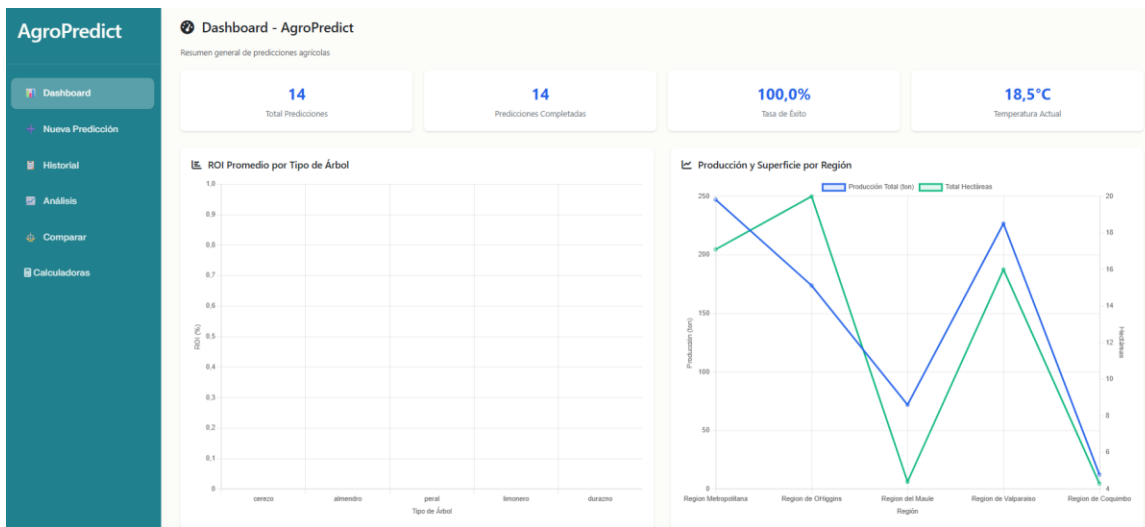 AgroPredict
Dashboard
Nueva Predicción
Historial
Análisis
Comparar
Calculadoras
Dashboard - AgroPredict
Resumen general de predicciones agrícolas
14
Total Predicciones
14
Predicciones Completadas
100,0%
Tasa de Éxito
18,5°C
Temperatura Actual
ROI Promedio por Tipo de Árbol
1,0
0,9
0,8
0,7
0,6
0,5
0,4
0,3
0,2
0,1
0
ROI (%)
cerezo almendro peral limonero durazno
Tipo de Árbol
Producción y Superficie por Región
Producción Total (ton) Total Hectáreas
250
200
150
100
50
0
Producción (ton)
20
18
16
14
12
10
8
6
4
Hectáreas
Region Metropolitana Region de OHiggins Region del Maule Region de Valparaiso Region de Coquimbo
Región